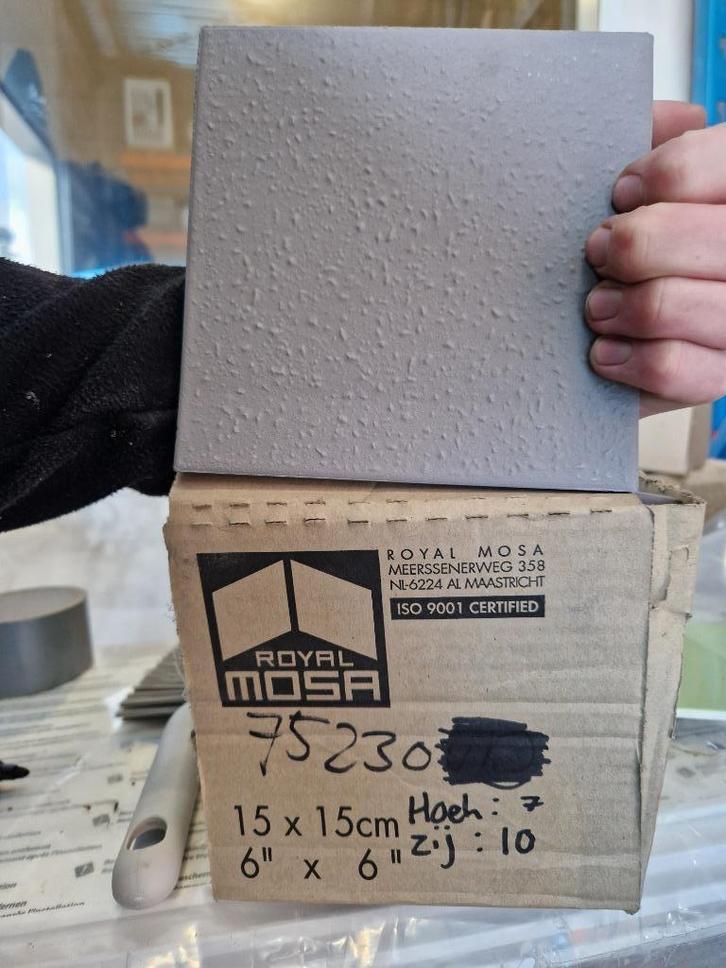 ROYAL MOSA
MEERSSENERWEG 358
NL-6224 AL MAASTRICHT
ISO 9001 CERTIFIED
ROYAL
MOSA
75230
15 x 15cm
6" x 6"
Hoek: 7
zij: 10